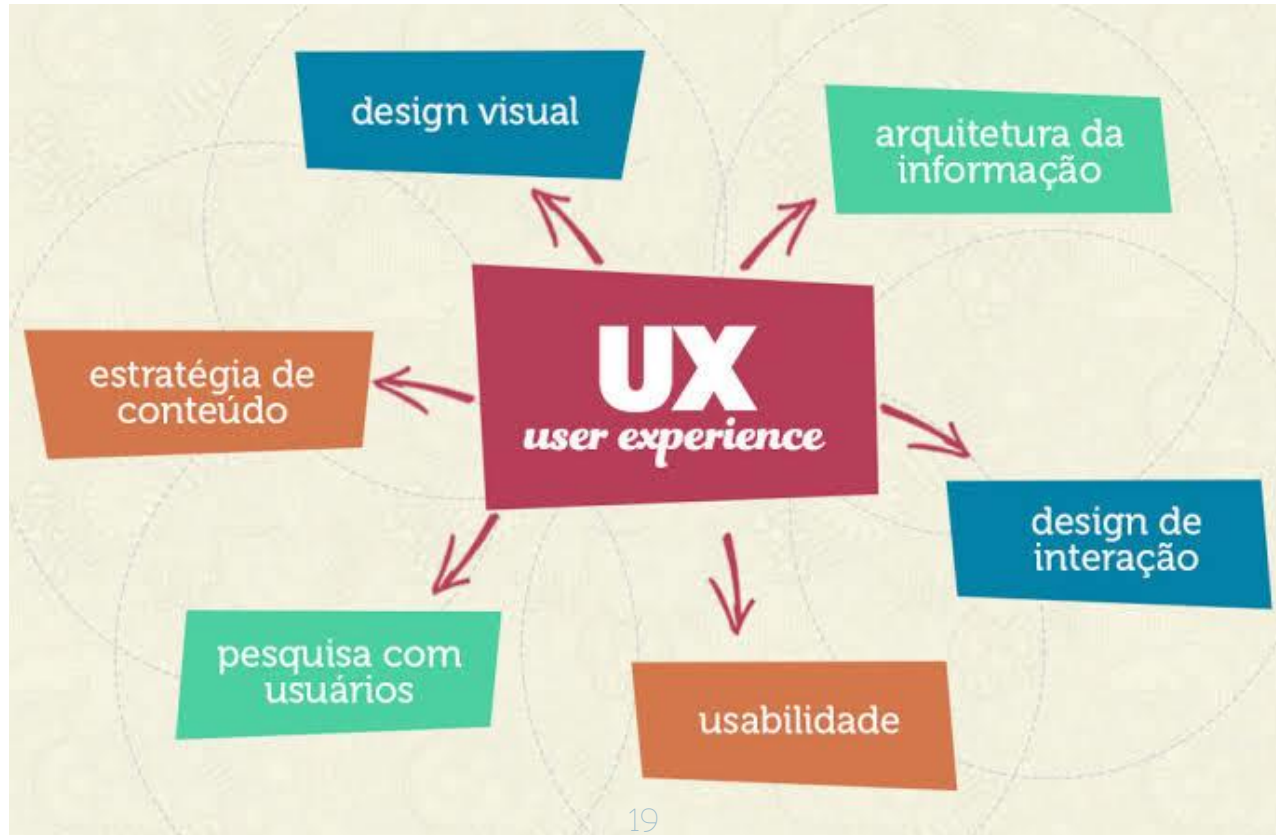 design visual
arquitetura da
informação
UX
user experience
estratégia de
conteúdo
design de
interação
pesquisa com
usuários
usabilidade
19